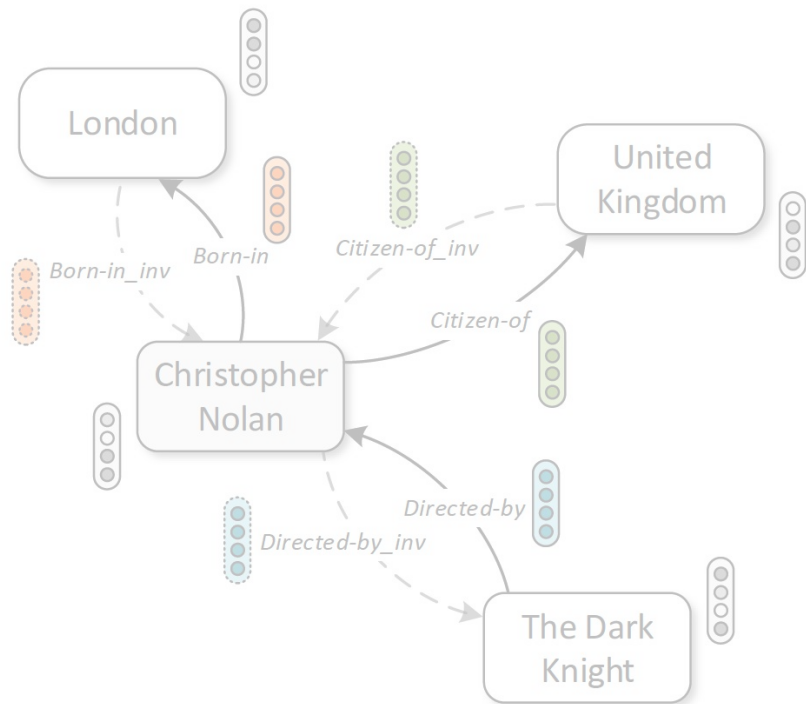 London
United
Kingdom
Born-in_inv
Born-in
Citizen-of_inv
Citizen-of
Christopher
Nolan
Directed-by
Directed-by_inv
The Dark
Knight